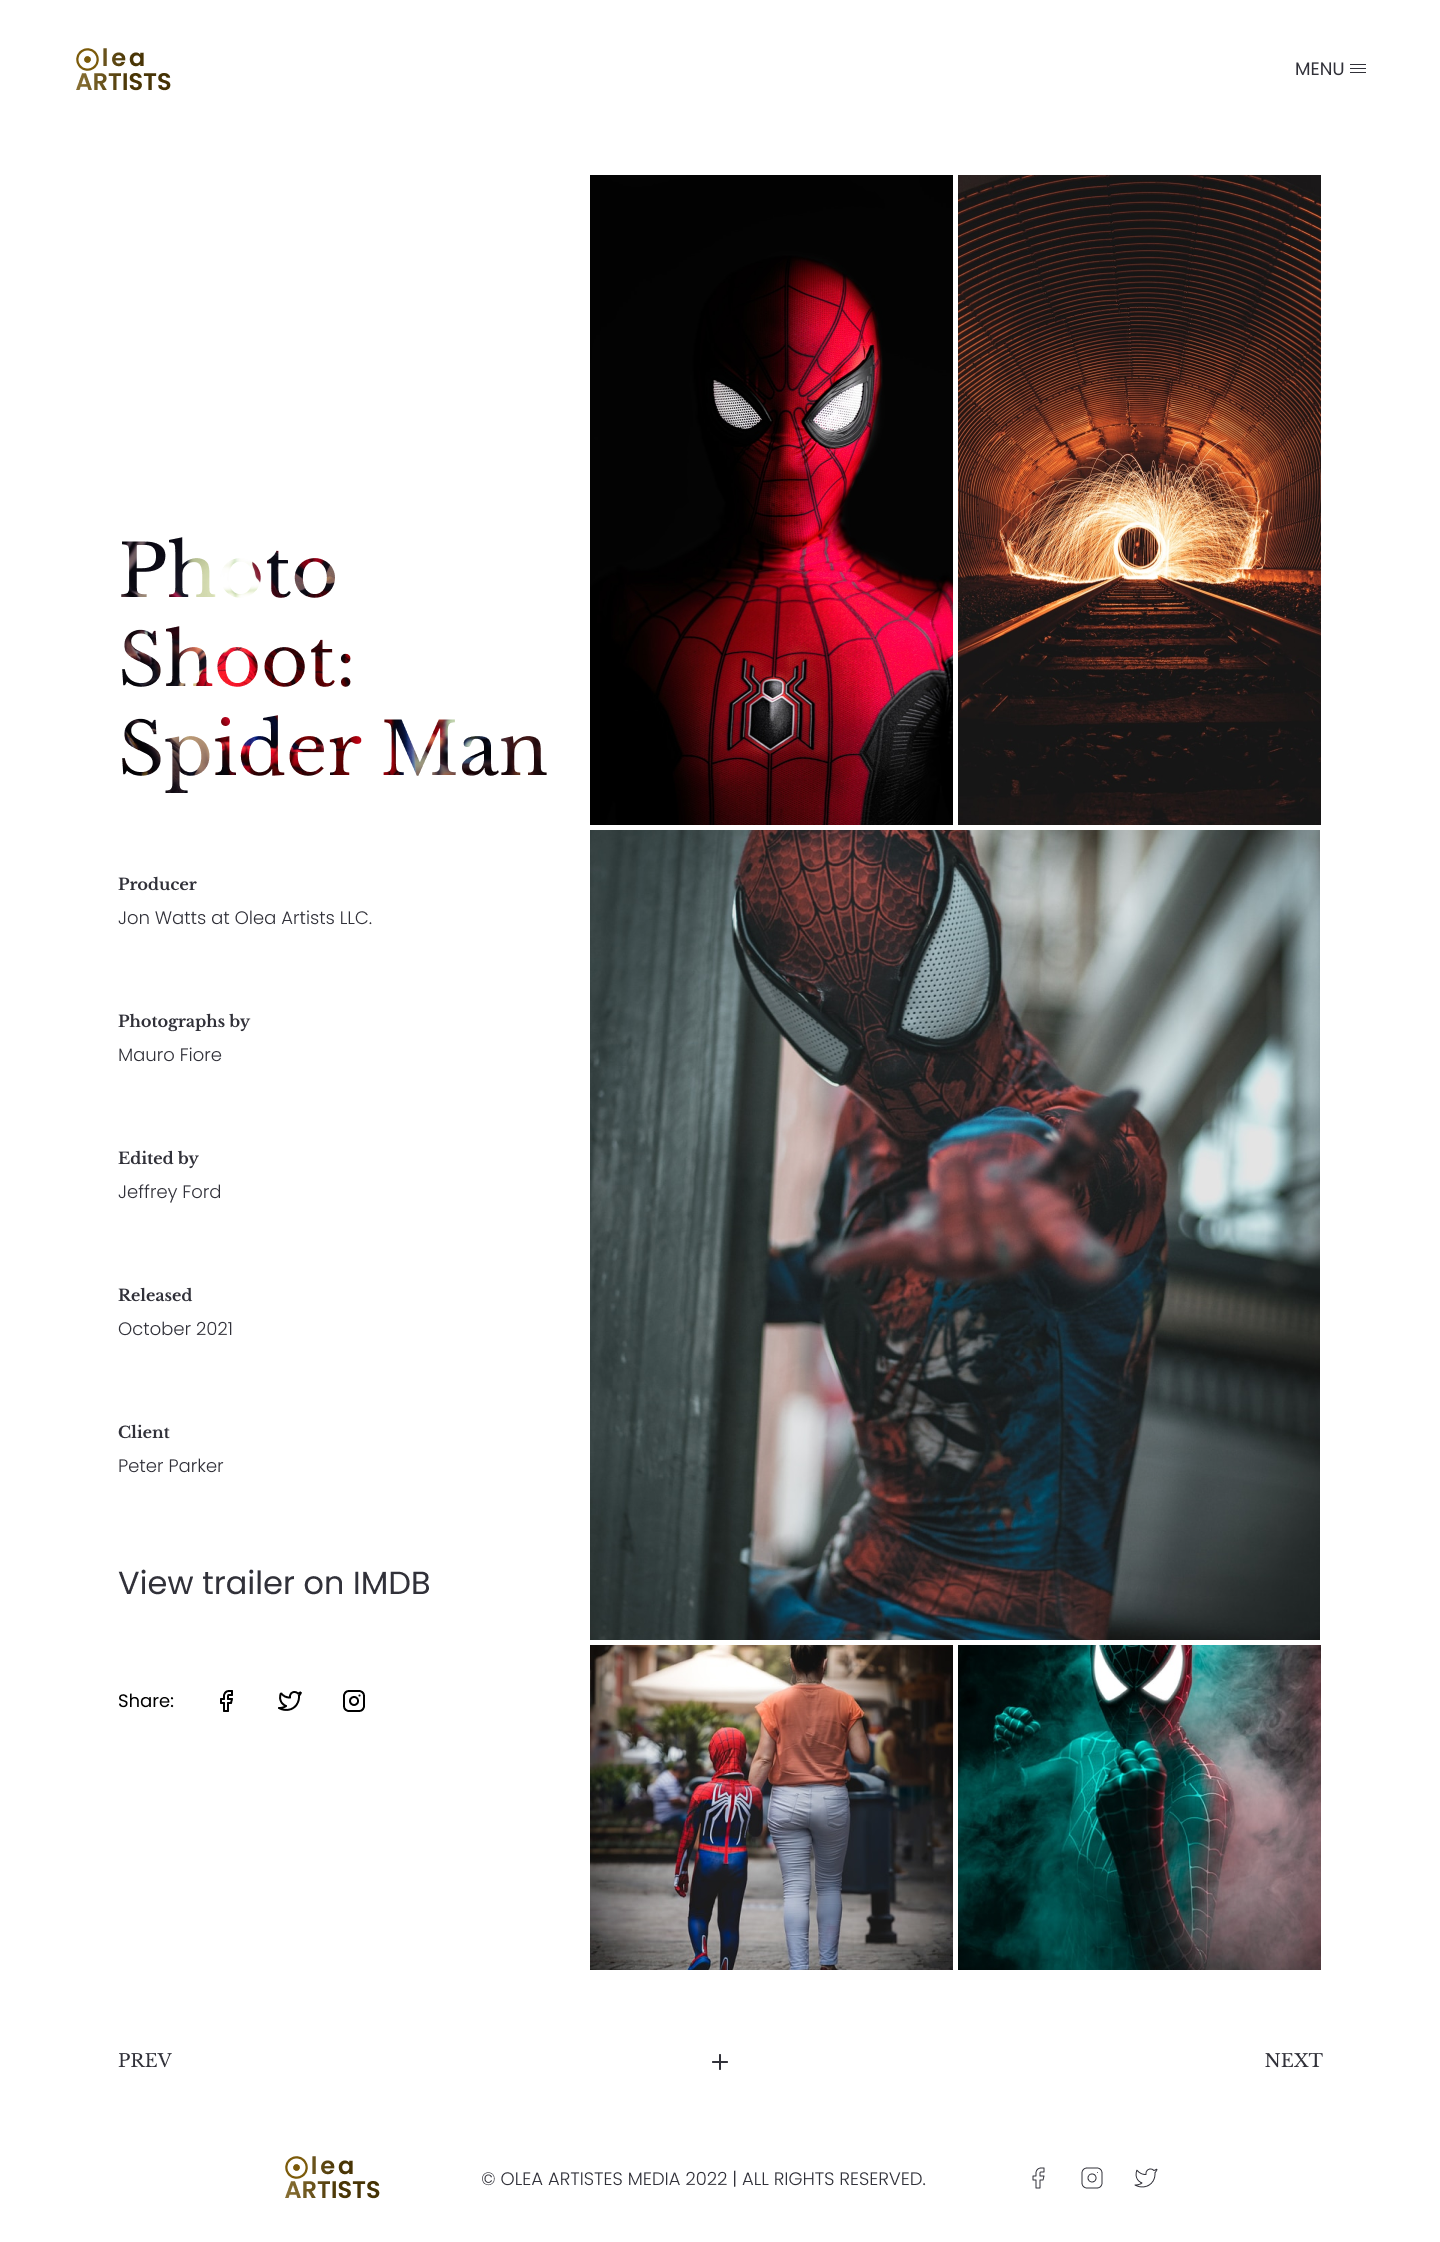 Olea
ARTISTS
MENU
Photo
Shoot:
Spider Man
Producer
Jon Watts at Olea Artists LLC.
Photographs by
Mauro Fiore
Edited by
Jeffrey Ford
Released
October 2021
Client
Peter Parker
View trailer on IMDB
Share:
PREV
NEXT
Olea
ARTISTS
© OLEA ARTISTES MEDIA 2022 | ALL RIGHTS RESERVED.